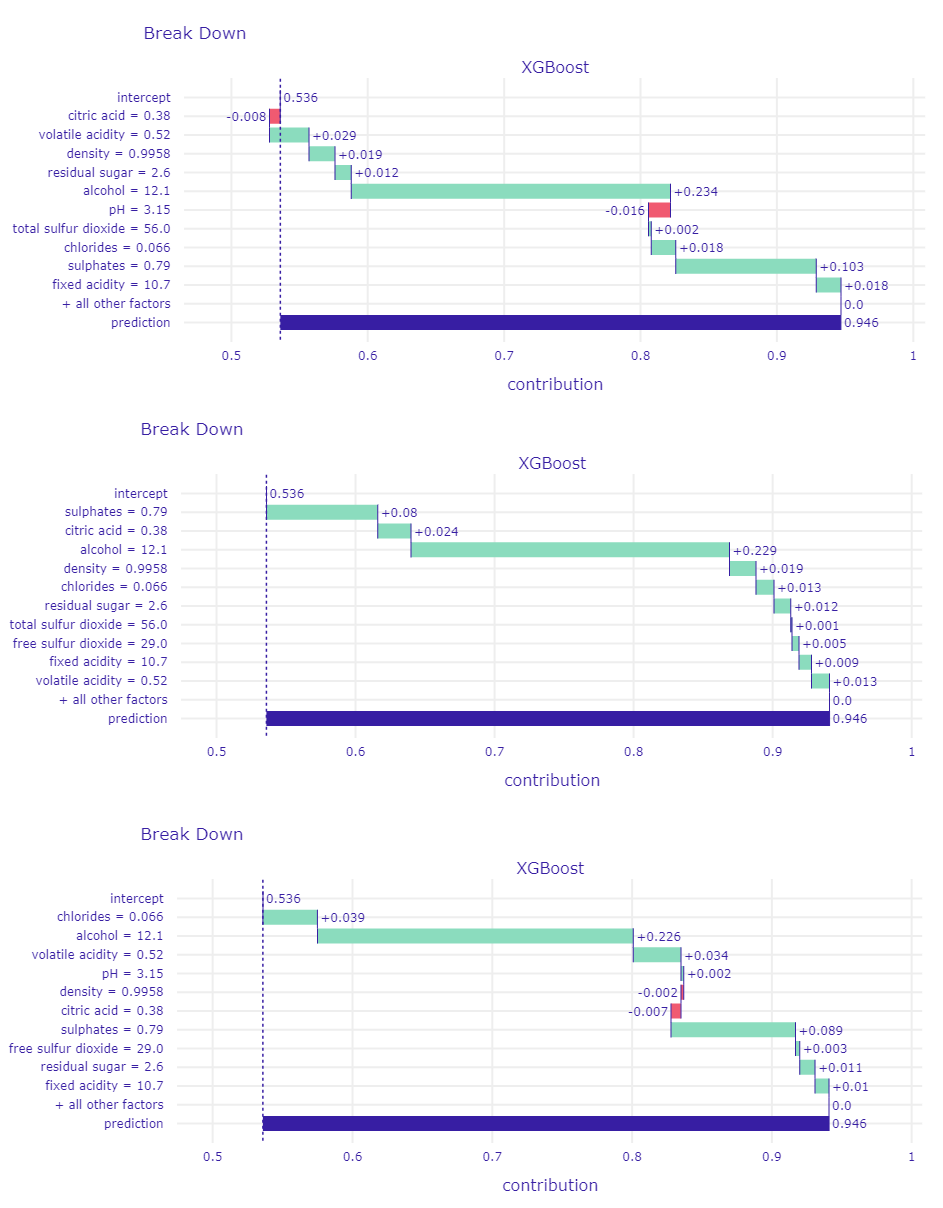 Break Down
XGBoost
intercept 0.536
citric acid = 0.38 -0.008
volatile acidity = 0.52 +0.029
density = 0.9958 +0.019
residual sugar = 2.6 +0.012
alcohol = 12.1 +0.234
pH = 3.15 -0.016
total sulfur dioxide = 56.0 +0.002
chlorides = 0.066 +0.018
sulphates = 0.79 +0.103
fixed acidity = 10.7 +0.018
+ all other factors 0.0
prediction 0.946
0.5 0.6 0.7 0.8 0.9 1
contribution
Break Down
XGBoost
intercept 0.536
sulphates = 0.79 +0.08
citric acid = 0.38 +0.024
alcohol = 12.1 +0.229
density = 0.9958 +0.019
chlorides = 0.066 +0.013
residual sugar = 2.6 +0.012
total sulfur dioxide = 56.0 +0.001
free sulfur dioxide = 29.0 +0.005
fixed acidity = 10.7 +0.009
volatile acidity = 0.52 +0.013
+ all other factors 0.0
prediction 0.946
0.5 0.6 0.7 0.8 0.9 1
contribution
Break Down
XGBoost
intercept 0.536
chlorides = 0.066 +0.039
alcohol = 12.1 +0.226
volatile acidity = 0.52 +0.034
pH = 3.15 +0.002
density = 0.9958 -0.002
citric acid = 0.38 -0.007
sulphates = 0.79 +0.089
free sulfur dioxide = 29.0 +0.003
residual sugar = 2.6 +0.011
fixed acidity = 10.7 +0.01
+ all other factors 0.0
prediction 0.946
0.5 0.6 0.7 0.8 0.9 1
contribution